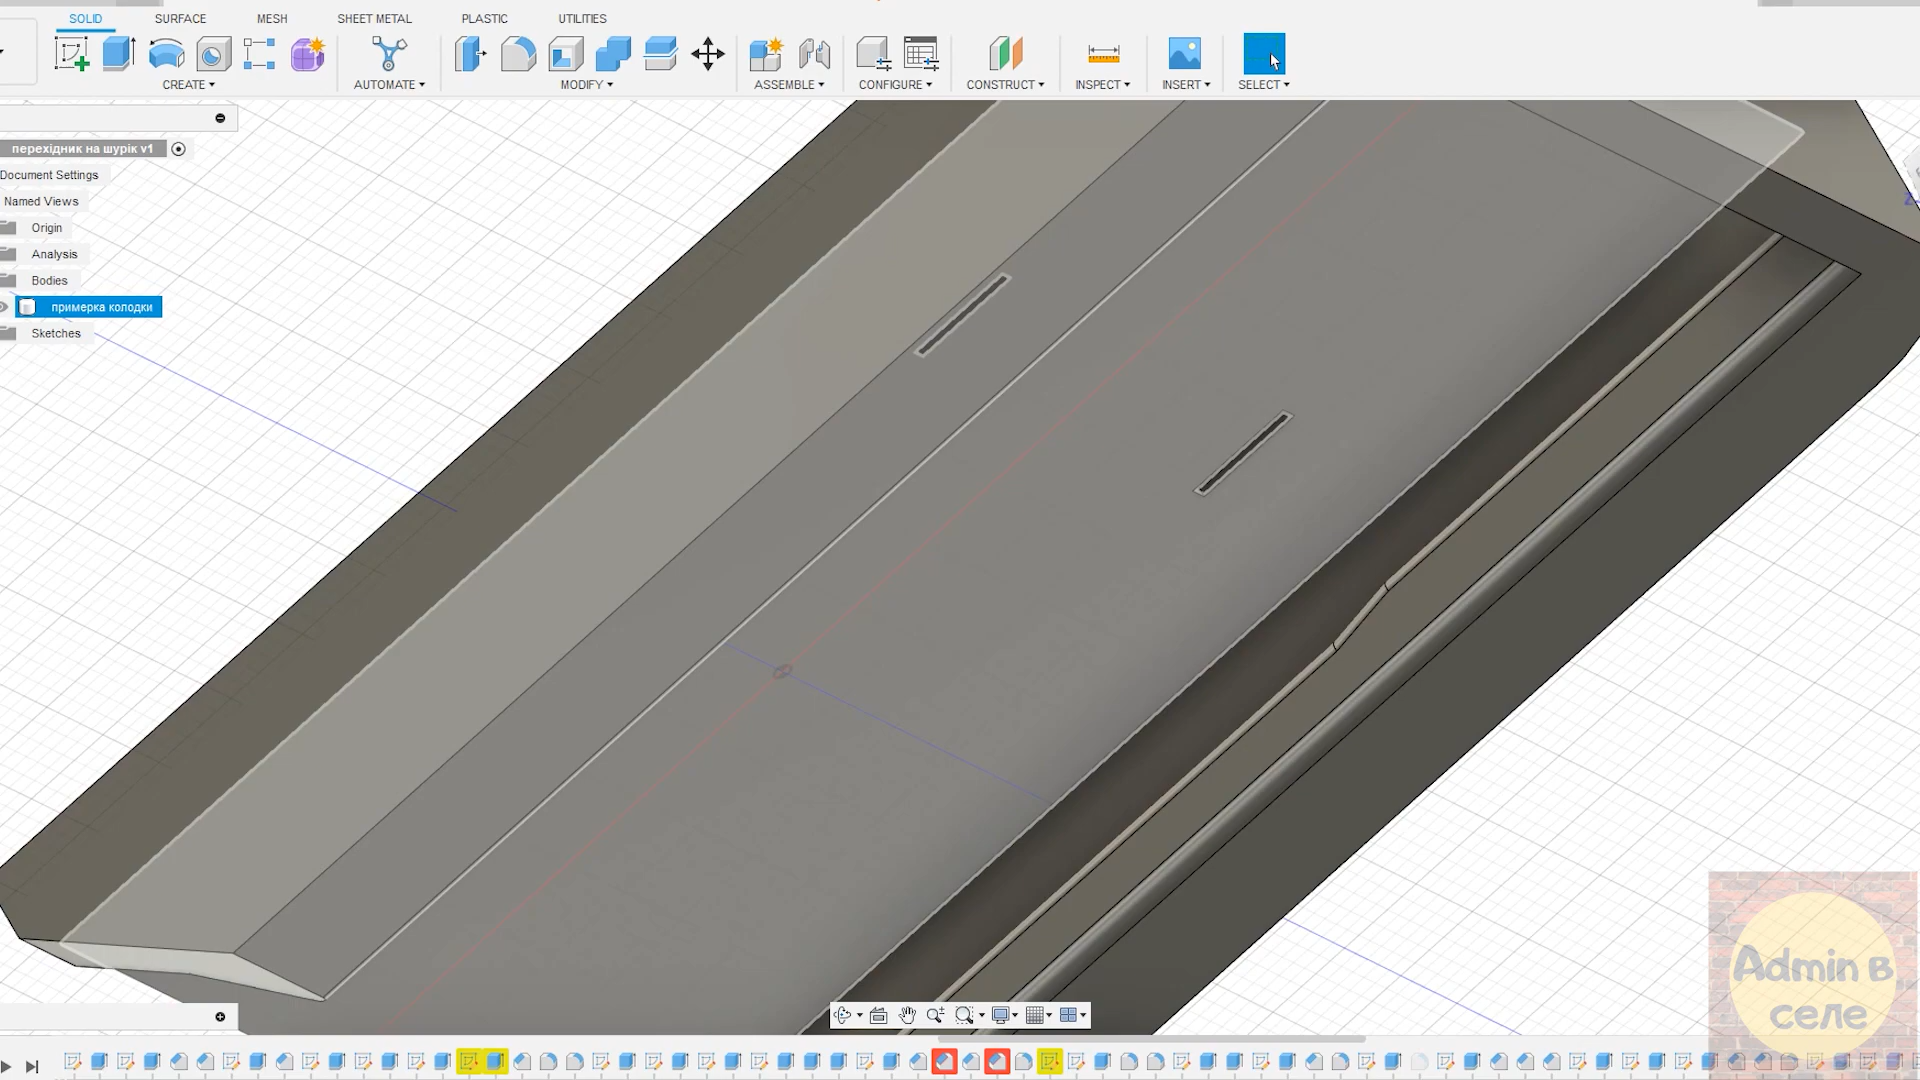 SOLID SURFACE MESH SHEET METAL PLASTIC UTILITIES
CREATE AUTOMATE MODIFY ASSEMBLE CONFIGURE CONSTRUCT INSPECT INSERT SELECT
перехідник на шурік v1
Document Settings
Named Views
Origin
Analysis
Bodies
примерка колодки
Sketches
Admin в
селе